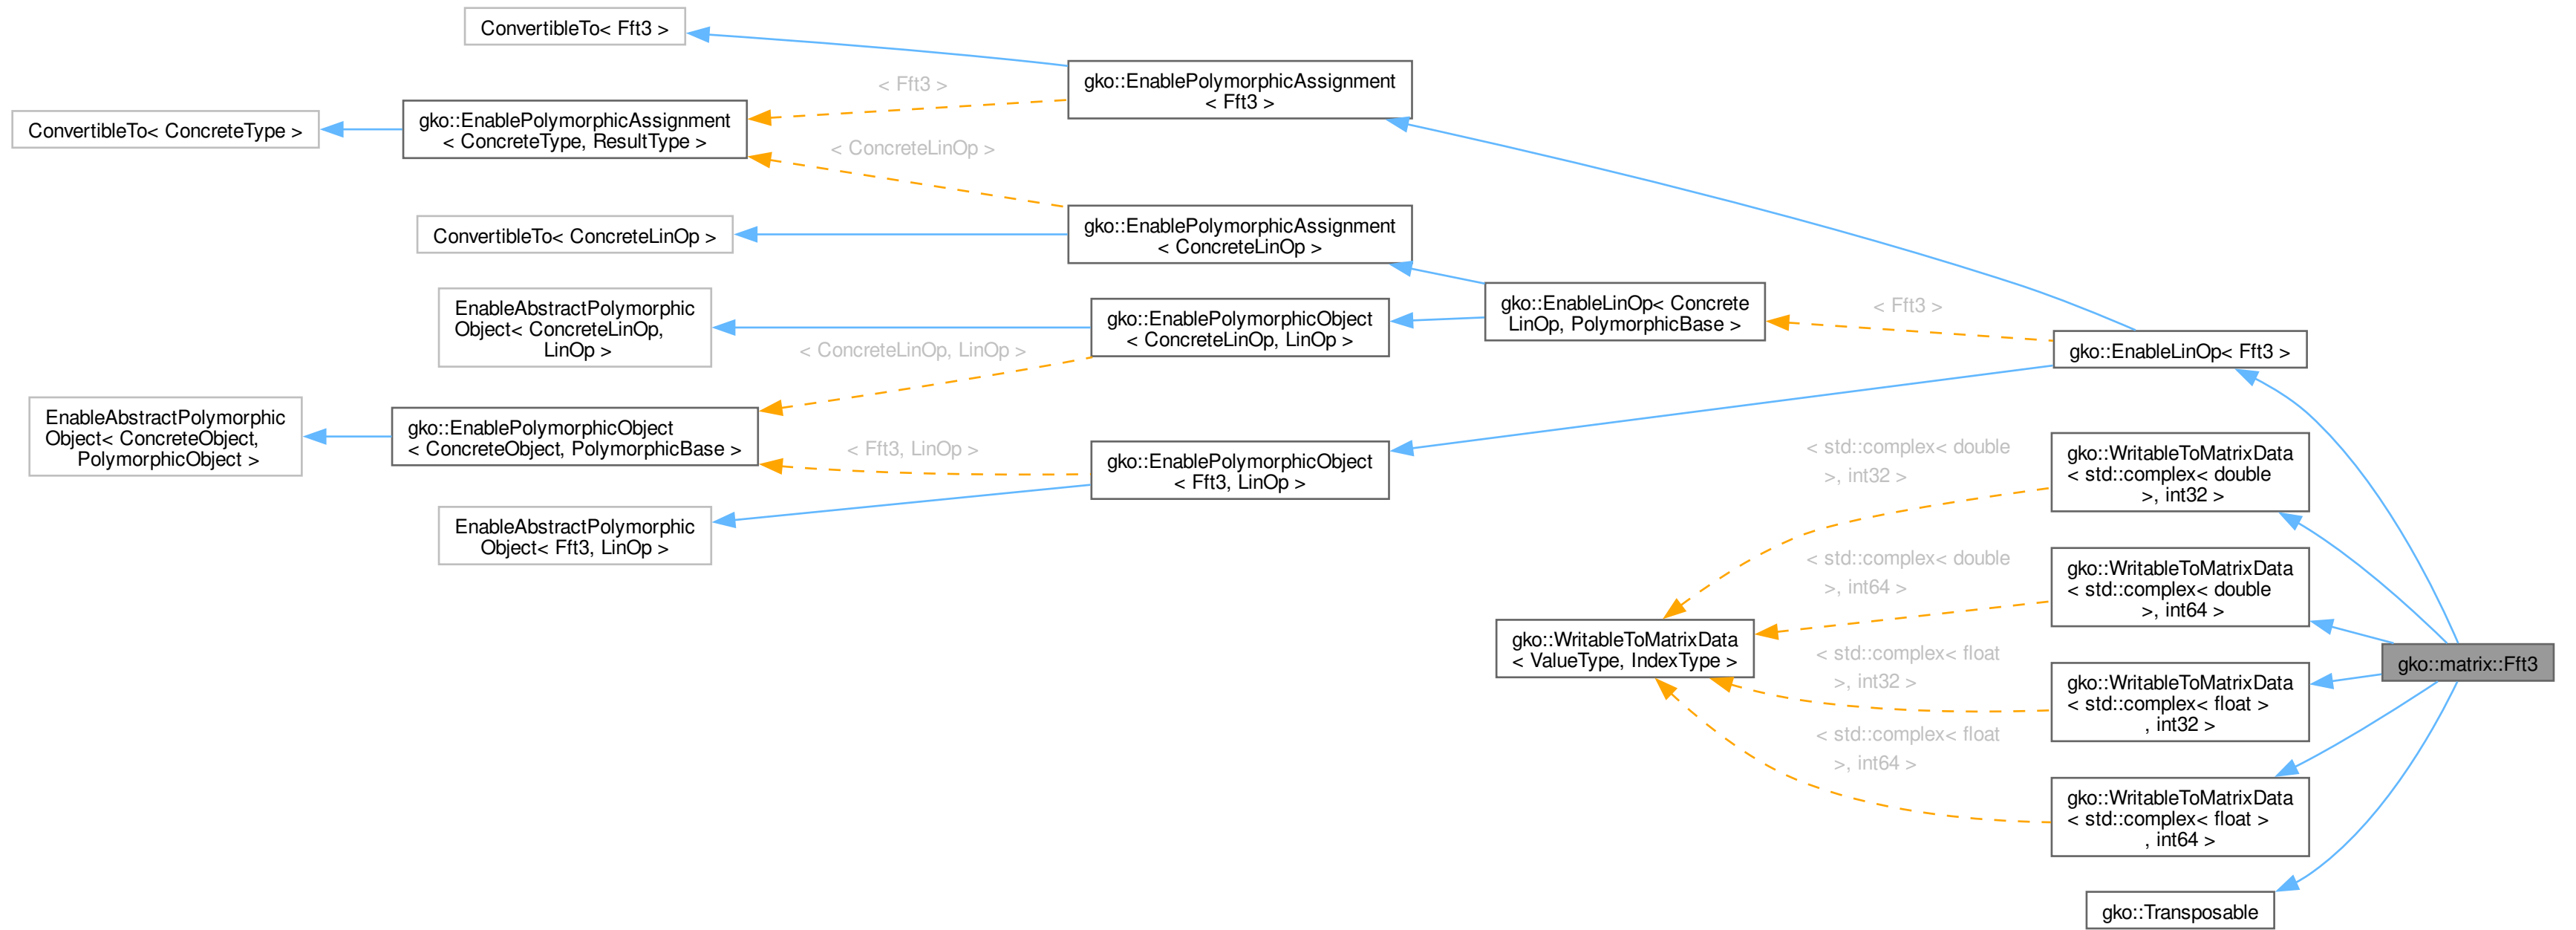 ConvertibleTo< Fft3 >
gko::EnablePolymorphicAssignment
< Fft3 >
< Fft3 >
ConvertibleTo< ConcreteType >
gko::EnablePolymorphicAssignment
< ConcreteType, ResultType >
< ConcreteLinOp >
ConvertibleTo< ConcreteLinOp >
gko::EnablePolymorphicAssignment
< ConcreteLinOp >
EnableAbstractPolymorphic
Object< ConcreteLinOp,
LinOp >
gko::EnablePolymorphicObject
< ConcreteLinOp, LinOp >
gko::EnableLinOp< Concrete
LinOp, PolymorphicBase >
< Fft3 >
gko::EnableLinOp< Fft3 >
< ConcreteLinOp, LinOp >
EnableAbstractPolymorphic
Object< ConcreteObject,
PolymorphicObject >
gko::EnablePolymorphicObject
< ConcreteObject, PolymorphicBase >
< Fft3, LinOp >
gko::EnablePolymorphicObject
< Fft3, LinOp >
EnableAbstractPolymorphic
Object< Fft3, LinOp >
< std::complex< double
>, int32 >
gko::WritableToMatrixData
< std::complex< double
>, int32 >
< std::complex< double
>, int64 >
gko::WritableToMatrixData
< std::complex< double
>, int64 >
gko::WritableToMatrixData
< ValueType, IndexType >
< std::complex< float
>, int32 >
gko::WritableToMatrixData
< std::complex< float >
, int32 >
gko::matrix::Fft3
< std::complex< float
>, int64 >
gko::WritableToMatrixData
< std::complex< float >
, int64 >
gko::Transposable